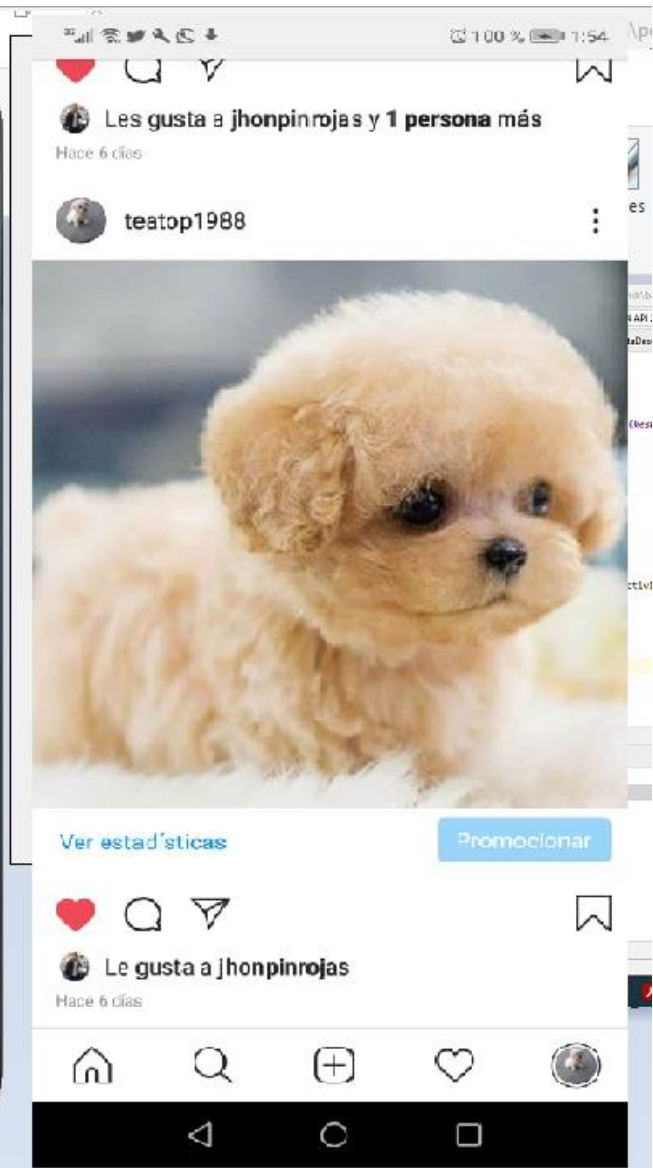 100 % 1:54
Les gusta a jhonpinrojas y 1 persona más
Hace 6 días
teatop1988
es
Ver estadísticas
Promocionar
Le gusta a jhonpinrojas
Hace 6 días